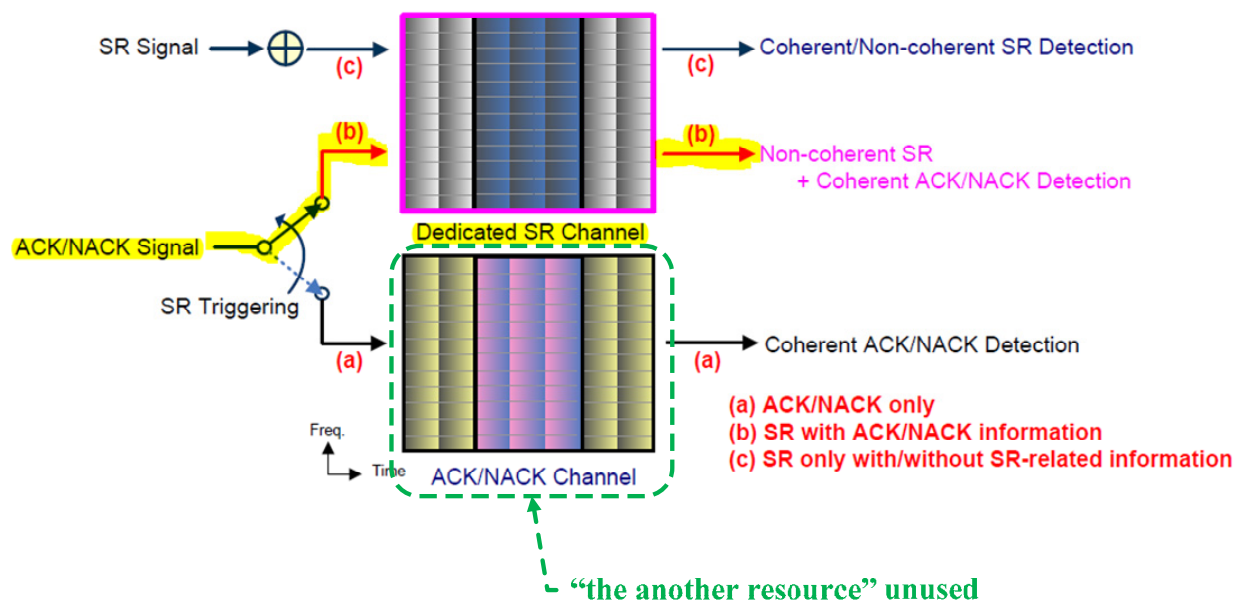 SR Signal
(c)
(c)
Coherent/Non-coherent SR Detection
(b)
(b)
Non-coherent SR
+ Coherent ACK/NACK Detection
Dedicated SR Channel
ACK/NACK Signal
SR Triggering
(a)
(a)
Coherent ACK/NACK Detection
(a) ACK/NACK only
(b) SR with ACK/NACK information
(c) SR only with/without SR-related information
Freq.
Time
ACK/NACK Channel
“the another resource” unused